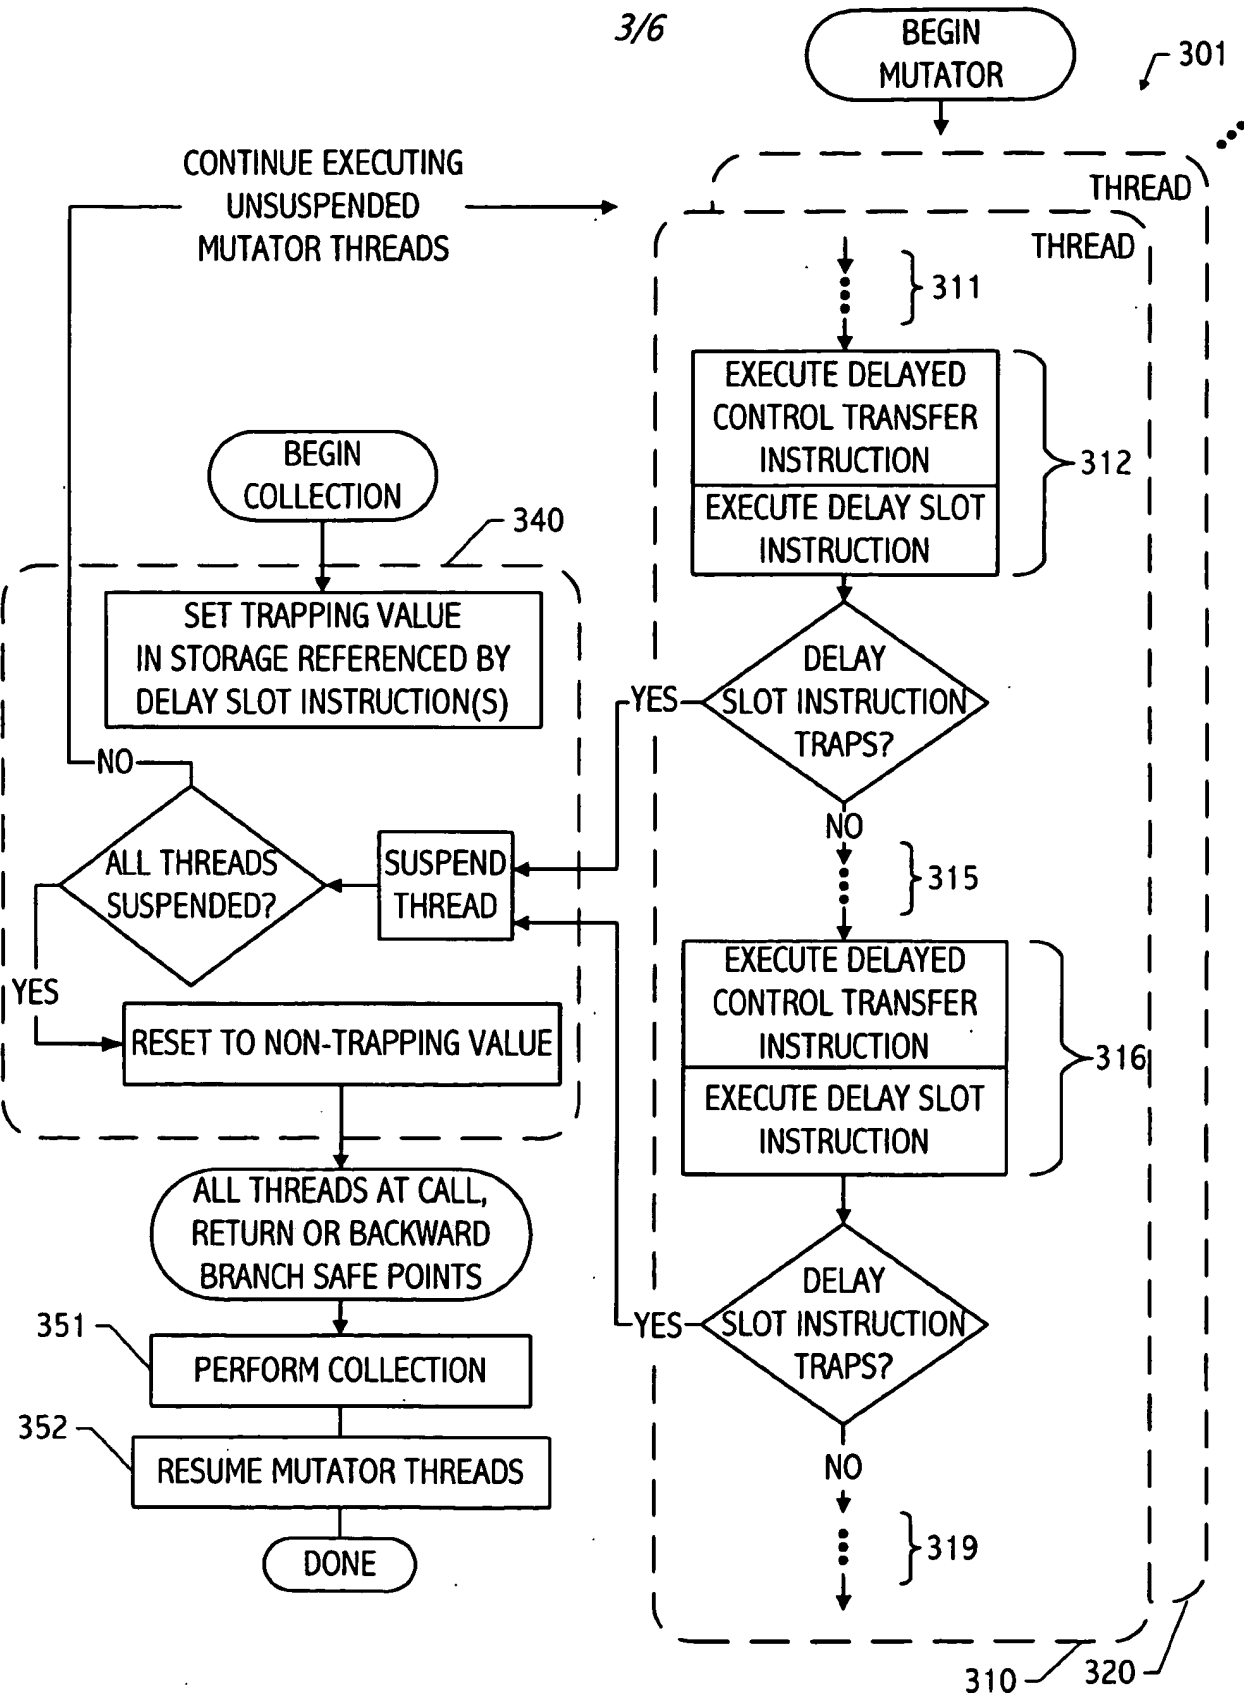 3/6
BEGIN
MUTATOR
301
CONTINUE EXECUTING
UNSUSPENDED
MUTATOR THREADS
THREAD
THREAD
311
EXECUTE DELAYED
CONTROL TRANSFER
INSTRUCTION
EXECUTE DELAY SLOT
INSTRUCTION
312
BEGIN
COLLECTION
340
SET TRAPPING VALUE
IN STORAGE REFERENCED BY
DELAY SLOT INSTRUCTION(S)
DELAY
SLOT INSTRUCTION
TRAPS?
YES
NO
NO
ALL THREADS
SUSPENDED?
SUSPEND
THREAD
315
YES
RESET TO NON-TRAPPING VALUE
EXECUTE DELAYED
CONTROL TRANSFER
INSTRUCTION
EXECUTE DELAY SLOT
INSTRUCTION
316
ALL THREADS AT CALL,
RETURN OR BACKWARD
BRANCH SAFE POINTS
DELAY
SLOT INSTRUCTION
TRAPS?
YES
351
PERFORM COLLECTION
352
RESUME MUTATOR THREADS
NO
DONE
319
310
320